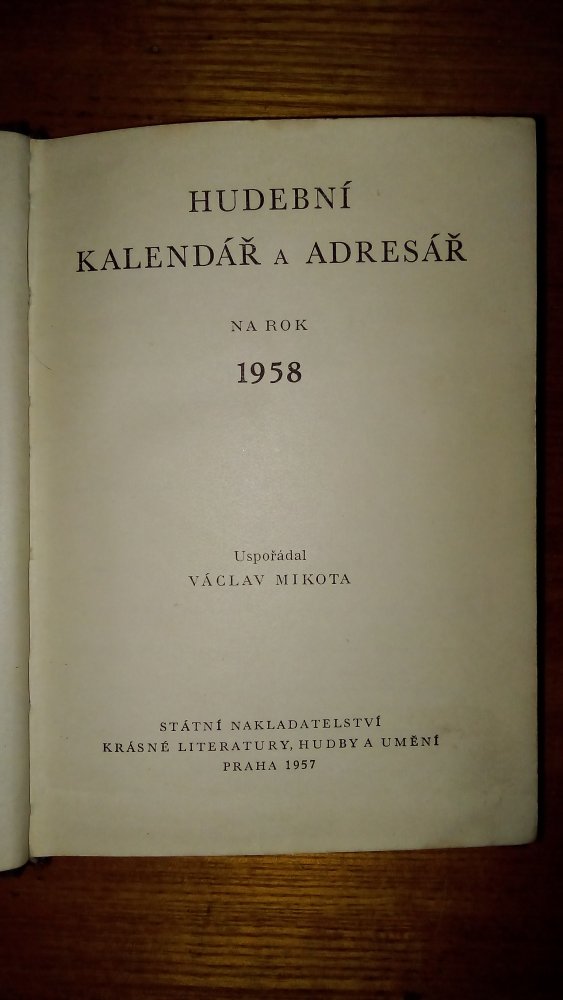 HUDEBNÍ
KALENDÁŘ A ADRESÁŘ
NA ROK
1958
Uspořádal
VÁCLAV MIKOTA
STÁTNÍ NAKLADATELSTVÍ
KRÁSNÉ LITERATURY, HUDBY A UMĚNÍ
PRAHA 1957